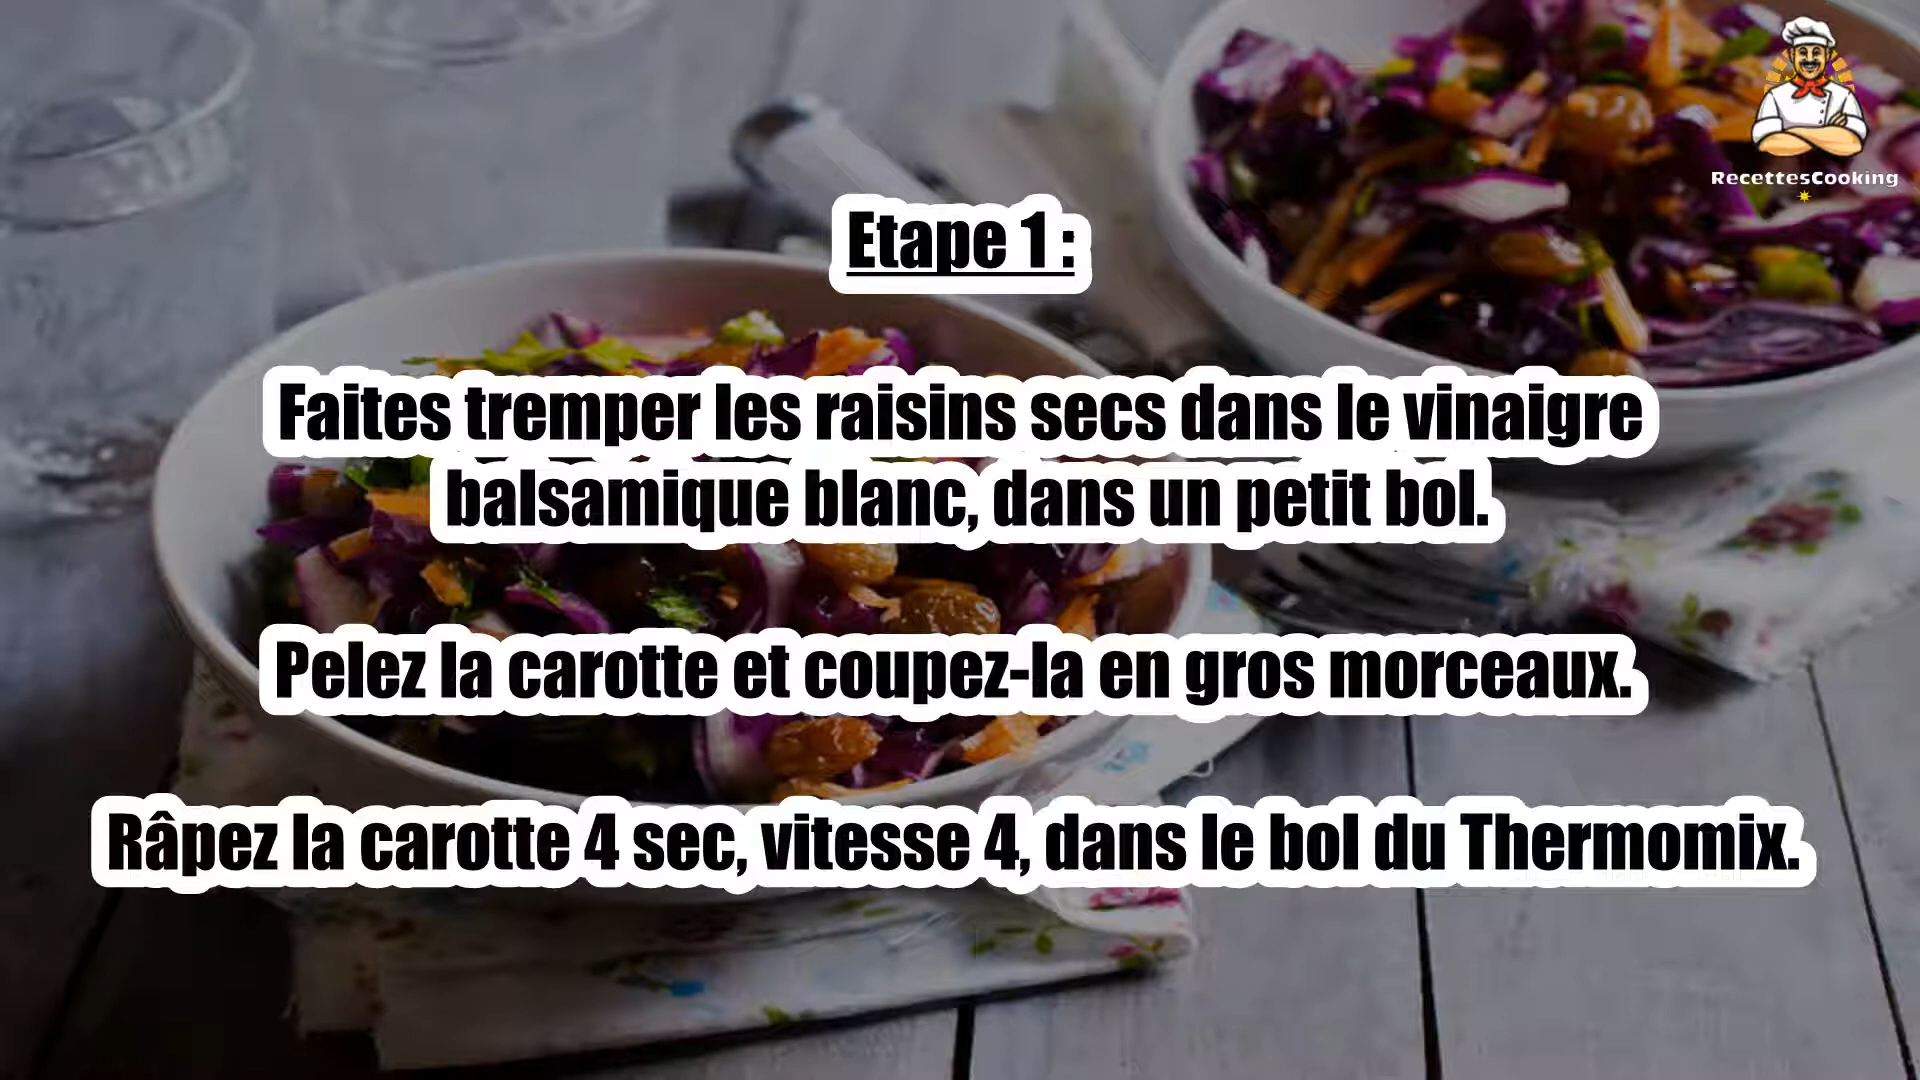 RecettesCooking
Etape 1 :
Faites tremper les raisins secs dans le vinaigre
balsamique blanc, dans un petit bol.
Pelez la carotte et coupez-la en gros morceaux.
Râpez la carotte 4 sec, vitesse 4, dans le bol du Thermomix.